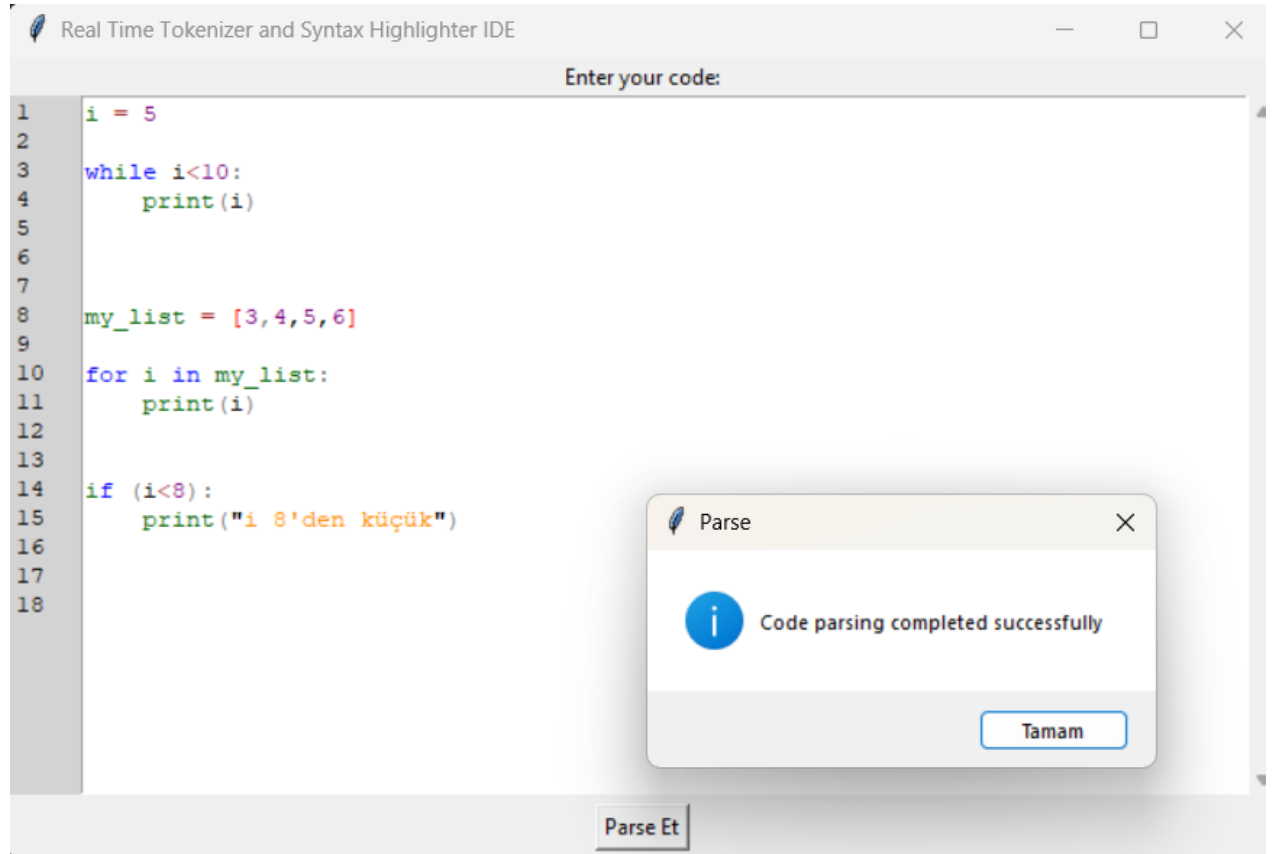 Real Time Tokenizer and Syntax Highlighter IDE
Enter your code:
1 i = 5
2
3 while i<10:
4     print(i)
5
6
7
8 my_list = [3,4,5,6]
9
10 for i in my_list:
11     print(i)
12
13
14 if (i<8):
15     print("i 8'den küçük")
16
17
18
Parse
Code parsing completed successfully
Tamam
Parse Et